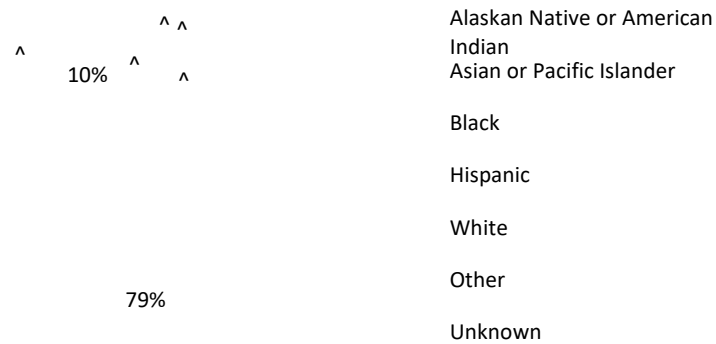 ^ ^
^
^
10%
^
79%
Alaskan Native or American
Indian
Asian or Pacific Islander
Black
Hispanic
White
Other
Unknown